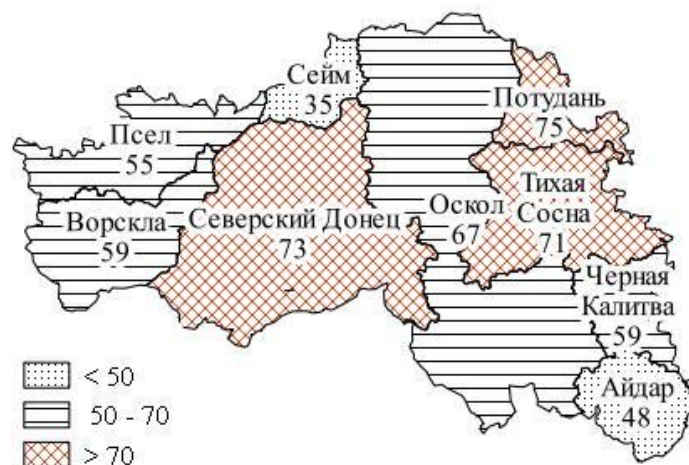 Сейм
35
Потудань
75
Псел
55
Тихая
Сосна
71
Оскол
67
Ворскла
59
Северский Донец
73
Черная
Калитва
59
Айдар
48
< 50
50 - 70
> 70